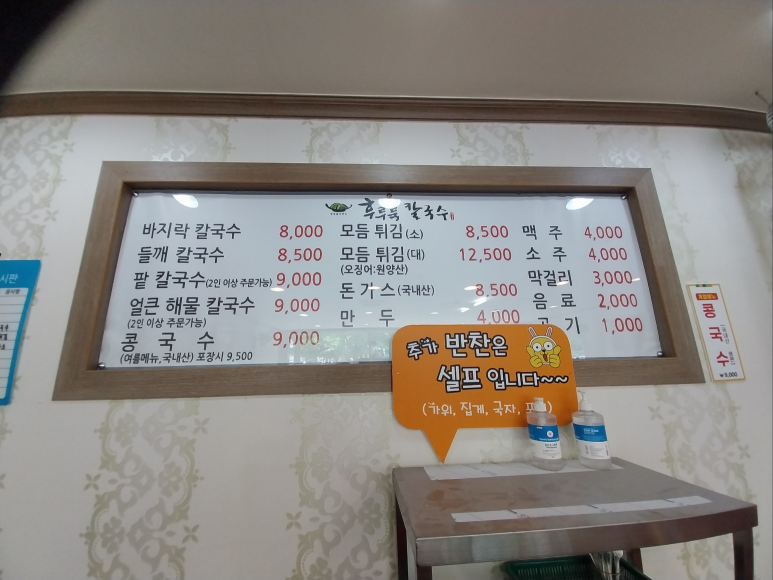 후루룩 칼국수
바지락 칼국수 8,000
들깨 칼국수 8,500
팥 칼국수(2인 이상 주문가능) 9,000
얼큰 해물 칼국수 9,000
(2인 이상 주문가능)
콩 국 수 9,000
(여름메뉴, 국내산) 포장시 9,500
모듬 튀김(소) 8,500
모듬 튀김(대) 12,500
(오징어:원양산)
돈 가 스(국내산) 8,500
만 두 4,000
맥 주 4,000
소 주 4,000
막걸리 3,000
음 료 2,000
공 기 1,000
추가 반찬은
셀프 입니다~~
(가위, 집게, 국자,
콩
국
수
₩9,000
시판